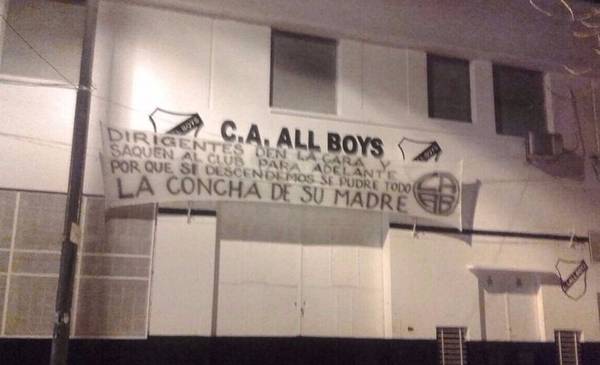 C.A. ALL BOYS
DIRIGENTES DEN LA CARA Y
SAQUEN AL CLUB PARA ADELANTE
POR QUE SI DESCENDEMOS SE PUDRE TODO
LA CONCHA DE SU MADRE